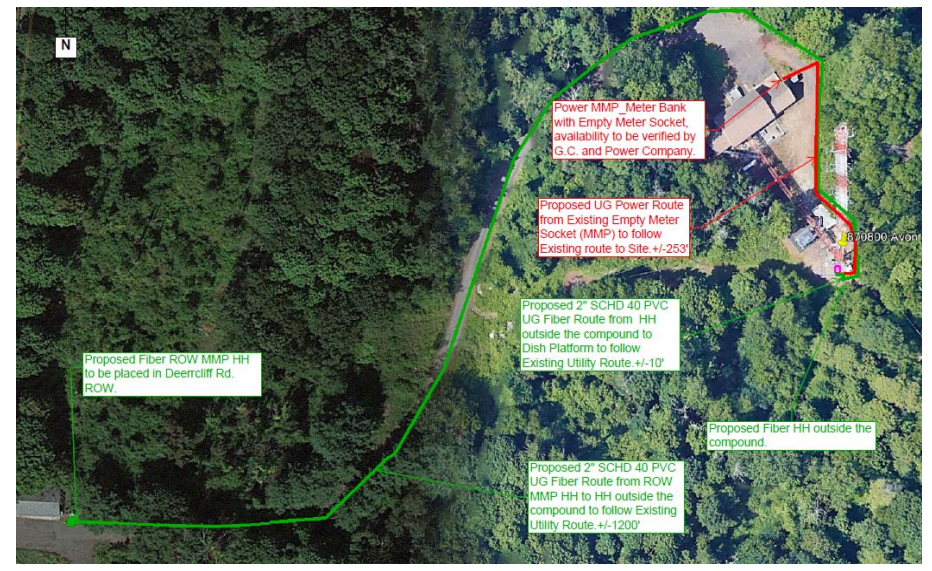 N
Power MMP_Meter Bank
with Empty Meter Socket,
availability to be verified by
G.C. and Power Company.
Proposed UG Power Route
from Existing Empty Meter
Socket (MMP) to follow
Existing route to Site.+/-253'
870800 Avon
Proposed 2" SCHD 40 PVC
UG Fiber Route from HH
outside the compound to
Dish Platform to follow
Existing Utility Route.+/-10'
Proposed Fiber ROW MMP HH
to be placed in Deerrcliff Rd.
ROW.
Proposed Fiber HH outside the
compound.
Proposed 2" SCHD 40 PVC
UG Fiber Route from ROW
MMP HH to HH outside the
compound to follow Existing
Utility Route.+/-1200'